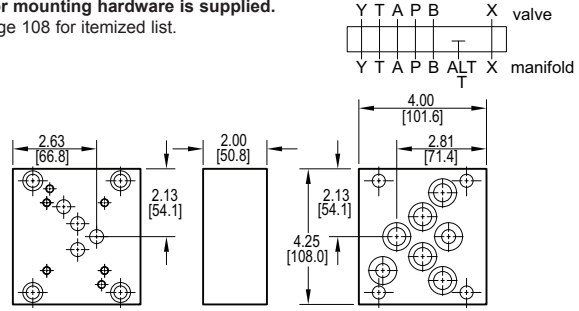 or mounting hardware is supplied.
ge 108 for itemized list.
Y T A P B X valve
Y T A P B ALT X manifold
T
4.00
[101.6]
2.63
[66.8]
2.00
[50.8]
2.81
[71.4]
2.13
[54.1]
2.13
[54.1]
4.25
[108.0]